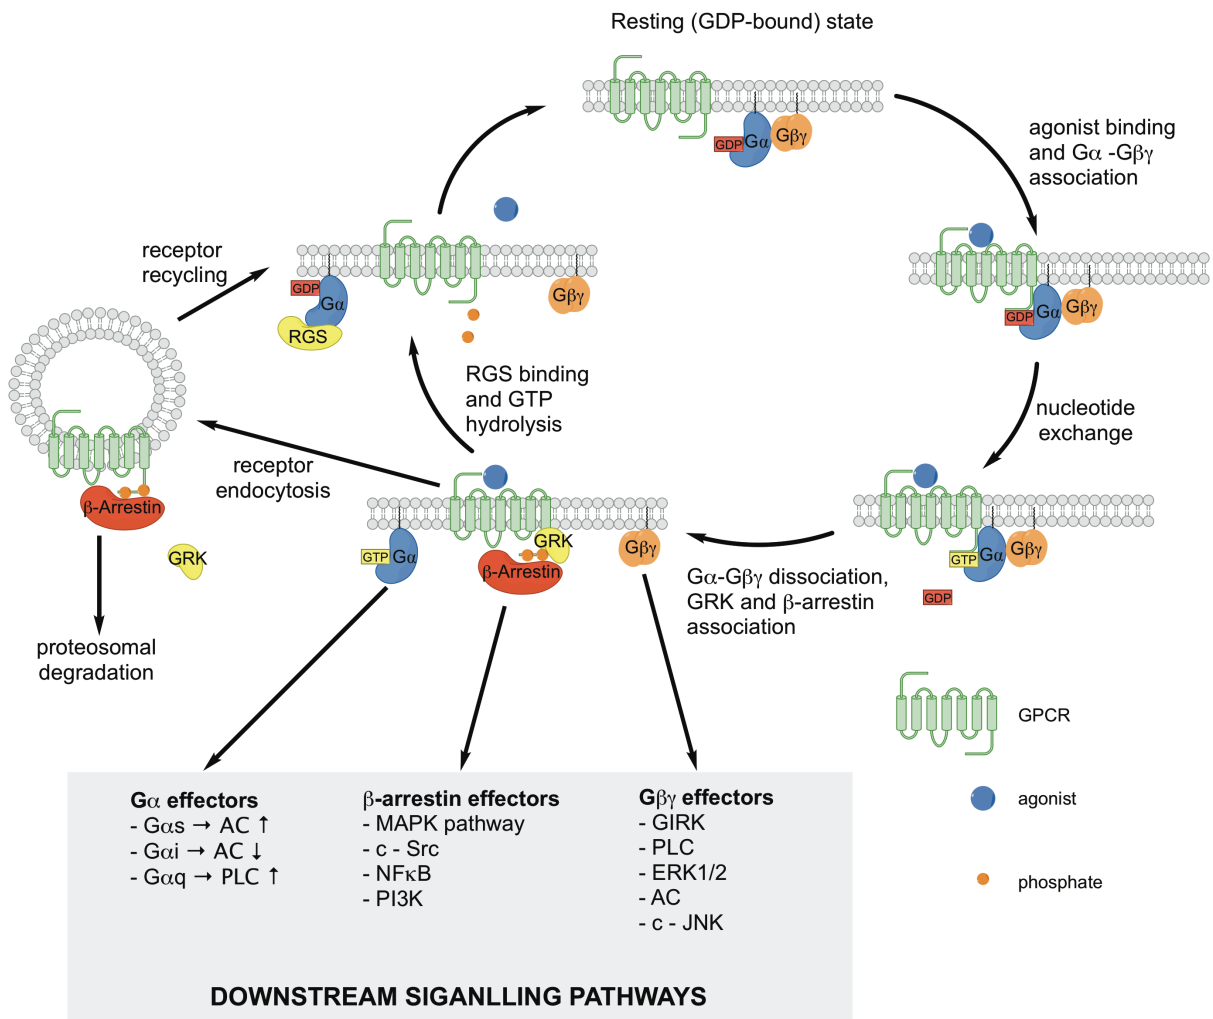 Resting (GDP-bound) state
GDP
Gα
Gβγ
agonist binding
and Gα -Gβγ
association
GDP
Gα
Gβγ
nucleotide
exchange
GTP
Gα
Gβγ
GDP
Gα-Gβγ dissociation,
GRK and β-arrestin
association
GTP
Gα
β-Arrestin
GRK
Gβγ
RGS binding
and GTP
hydrolysis
GDP
Gα
RGS
Gβγ
receptor
recycling
receptor
endocytosis
β-Arrestin
GRK
proteosomal
degradation
GPCR
agonist
phosphate
Gα effectors
- Gαs → AC ↑
- Gαi → AC ↓
- Gαq → PLC ↑
β-arrestin effectors
- MAPK pathway
- c - Src
- NFκB
- PI3K
Gβγ effectors
- GIRK
- PLC
- ERK1/2
- AC
- c - JNK
DOWNSTREAM SIGANLLING PATHWAYS